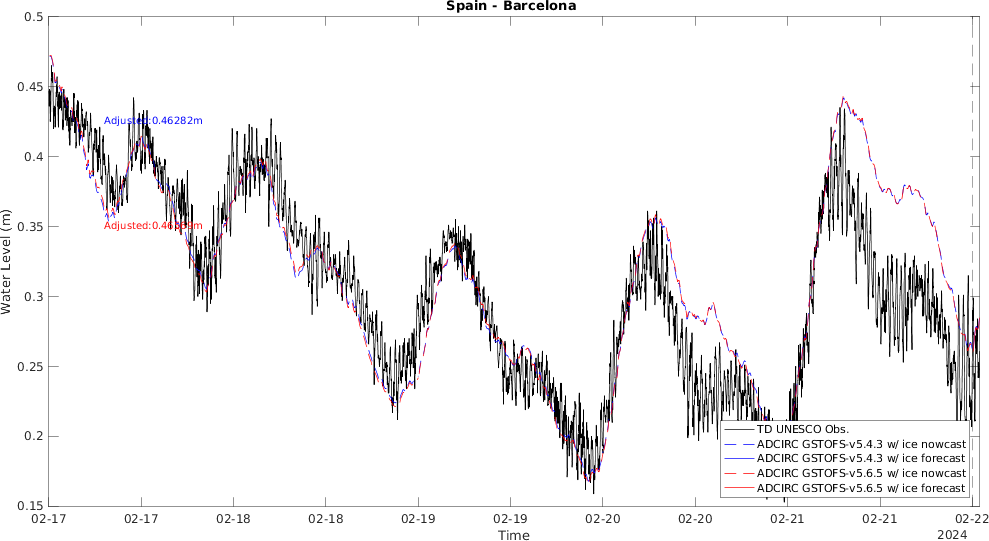 Spain - Barcelona
0.5
0.45
0.4
0.35
0.3
0.25
0.2
0.15
Water Level (m)
Adjusted:0.46282m
TD UNESCO Obs.
ADCIRC GSTOFS-v5.4.3 w/ ice nowcast
ADCIRC GSTOFS-v5.4.3 w/ ice forecast
ADCIRC GSTOFS-v5.6.5 w/ ice nowcast
ADCIRC GSTOFS-v5.6.5 w/ ice forecast
02-17 02-17 02-18 02-18 02-19 02-19 02-20 02-20 02-21 02-21 02-22
Time
2024